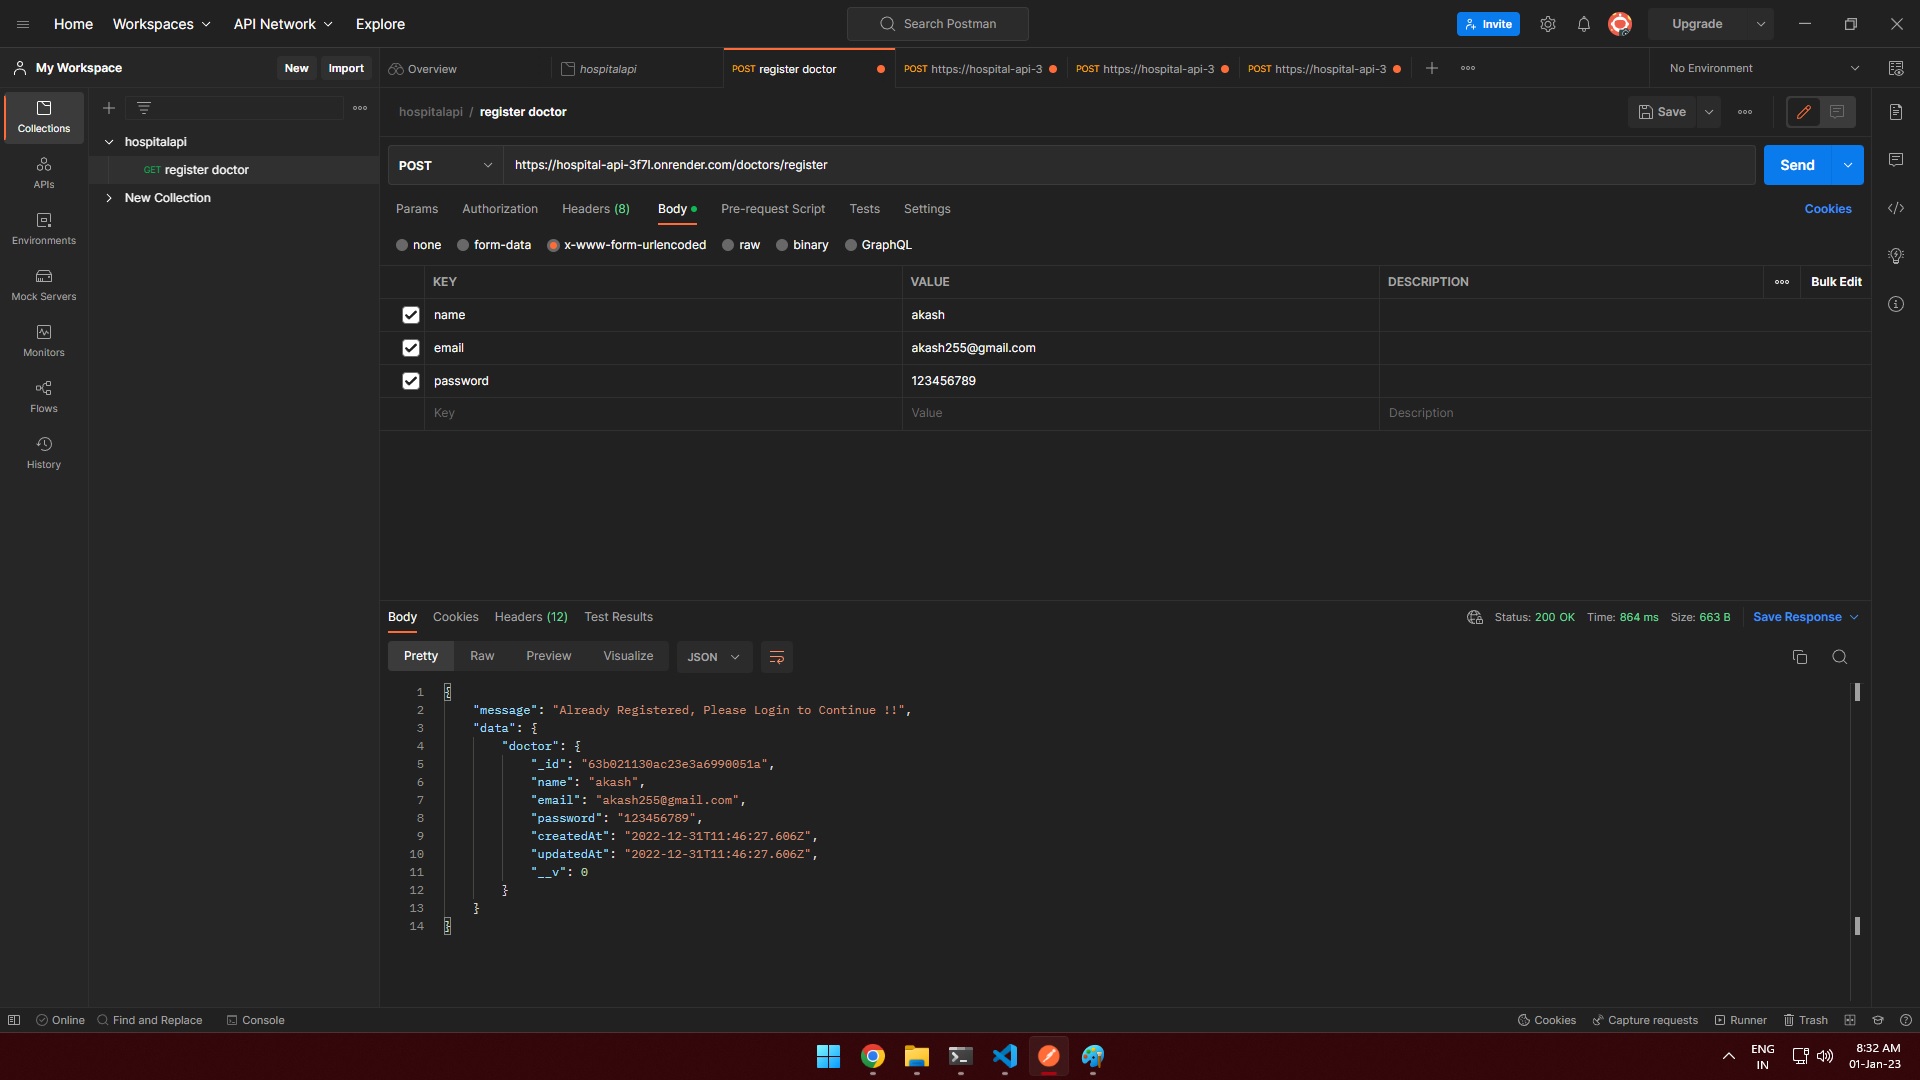 Home Workspaces API Network Explore Search Postman Invite Upgrade
My Workspace New Import Overview hospitalapi POST register doctor POST https://hospital-api-3 POST https://hospital-api-3 POST https://hospital-api-3 No Environment
Collections
APIs
Environments
Mock Servers
Monitors
Flows
History
hospitalapi
GET register doctor
New Collection
hospitalapi / register doctor Save
POST https://hospital-api-3f7l.onrender.com/doctors/register Send
Params Authorization Headers (8) Body Pre-request Script Tests Settings Cookies
none form-data x-www-form-urlencoded raw binary GraphQL
KEY VALUE DESCRIPTION Bulk Edit
name akash
email akash255@gmail.com
password 123456789
Key Value Description
Body Cookies Headers (12) Test Results Status: 200 OK Time: 864 ms Size: 663 B Save Response
Pretty Raw Preview Visualize JSON
1 {
2 "message": "Already Registered, Please Login to Continue !!",
3 "data": {
4 "doctor": {
5 "_id": "63b021130ac23e3a6990051a",
6 "name": "akash",
7 "email": "akash255@gmail.com",
8 "password": "123456789",
9 "createdAt": "2022-12-31T11:46:27.606Z",
10 "updatedAt": "2022-12-31T11:46:27.606Z",
11 "__v": 0
12 }
13 }
14 }
Online Find and Replace Console Cookies Capture requests Runner Trash
ENG
IN
8:32 AM
01-Jan-23